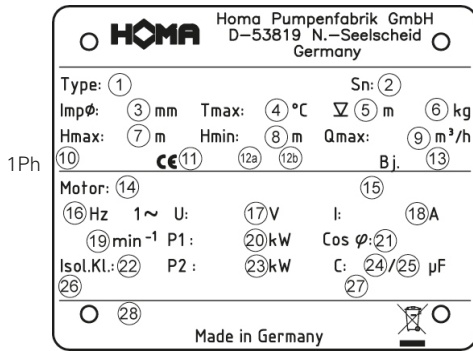 HOMA Homa Pumpenfabrik GmbH
D-53819 N.-Seelscheid
Germany
Type: 1 Sn: 2
Impø: 3 mm Tmax: 4 °C 5 m 6 kg
Hmax: 7 m Hmin: 8 m Qmax: 9 m³/h
1Ph
10 CE 11 12a 12b Bj. 13
Motor: 14 15
16 Hz 1~ U: 17 V I: 18 A
19 min⁻¹ P1: 20 kW Cos φ: 21
Isol.Kl.: 22 P2: 23 kW C: 24/25 µF
26 27
28
Made in Germany